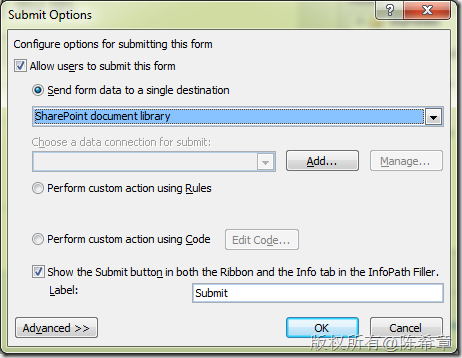 Submit Options
Configure options for submitting this form
Allow users to submit this form
Send form data to a single destination
SharePoint document library
Choose a data connection for submit:
Add...
Manage...
Perform custom action using Rules
Perform custom action using Code
Edit Code...
Show the Submit button in both the Ribbon and the Info tab in the InfoPath Filler.
Label:
Submit
Advanced >>
OK
Cancel
版权所有@陈希章